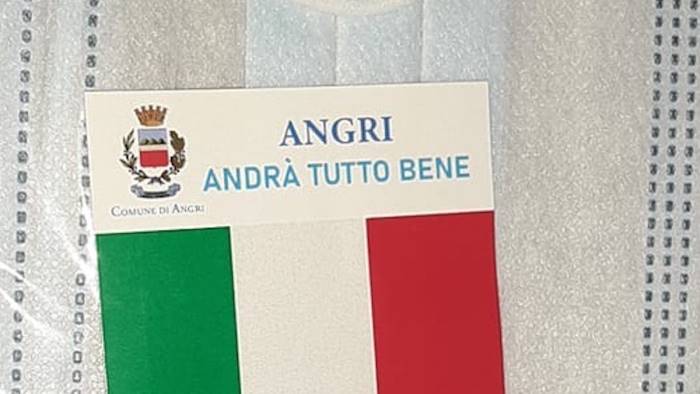 ANGRI
ANDRÀ TUTTO BENE
COMUNE DI ANGRI